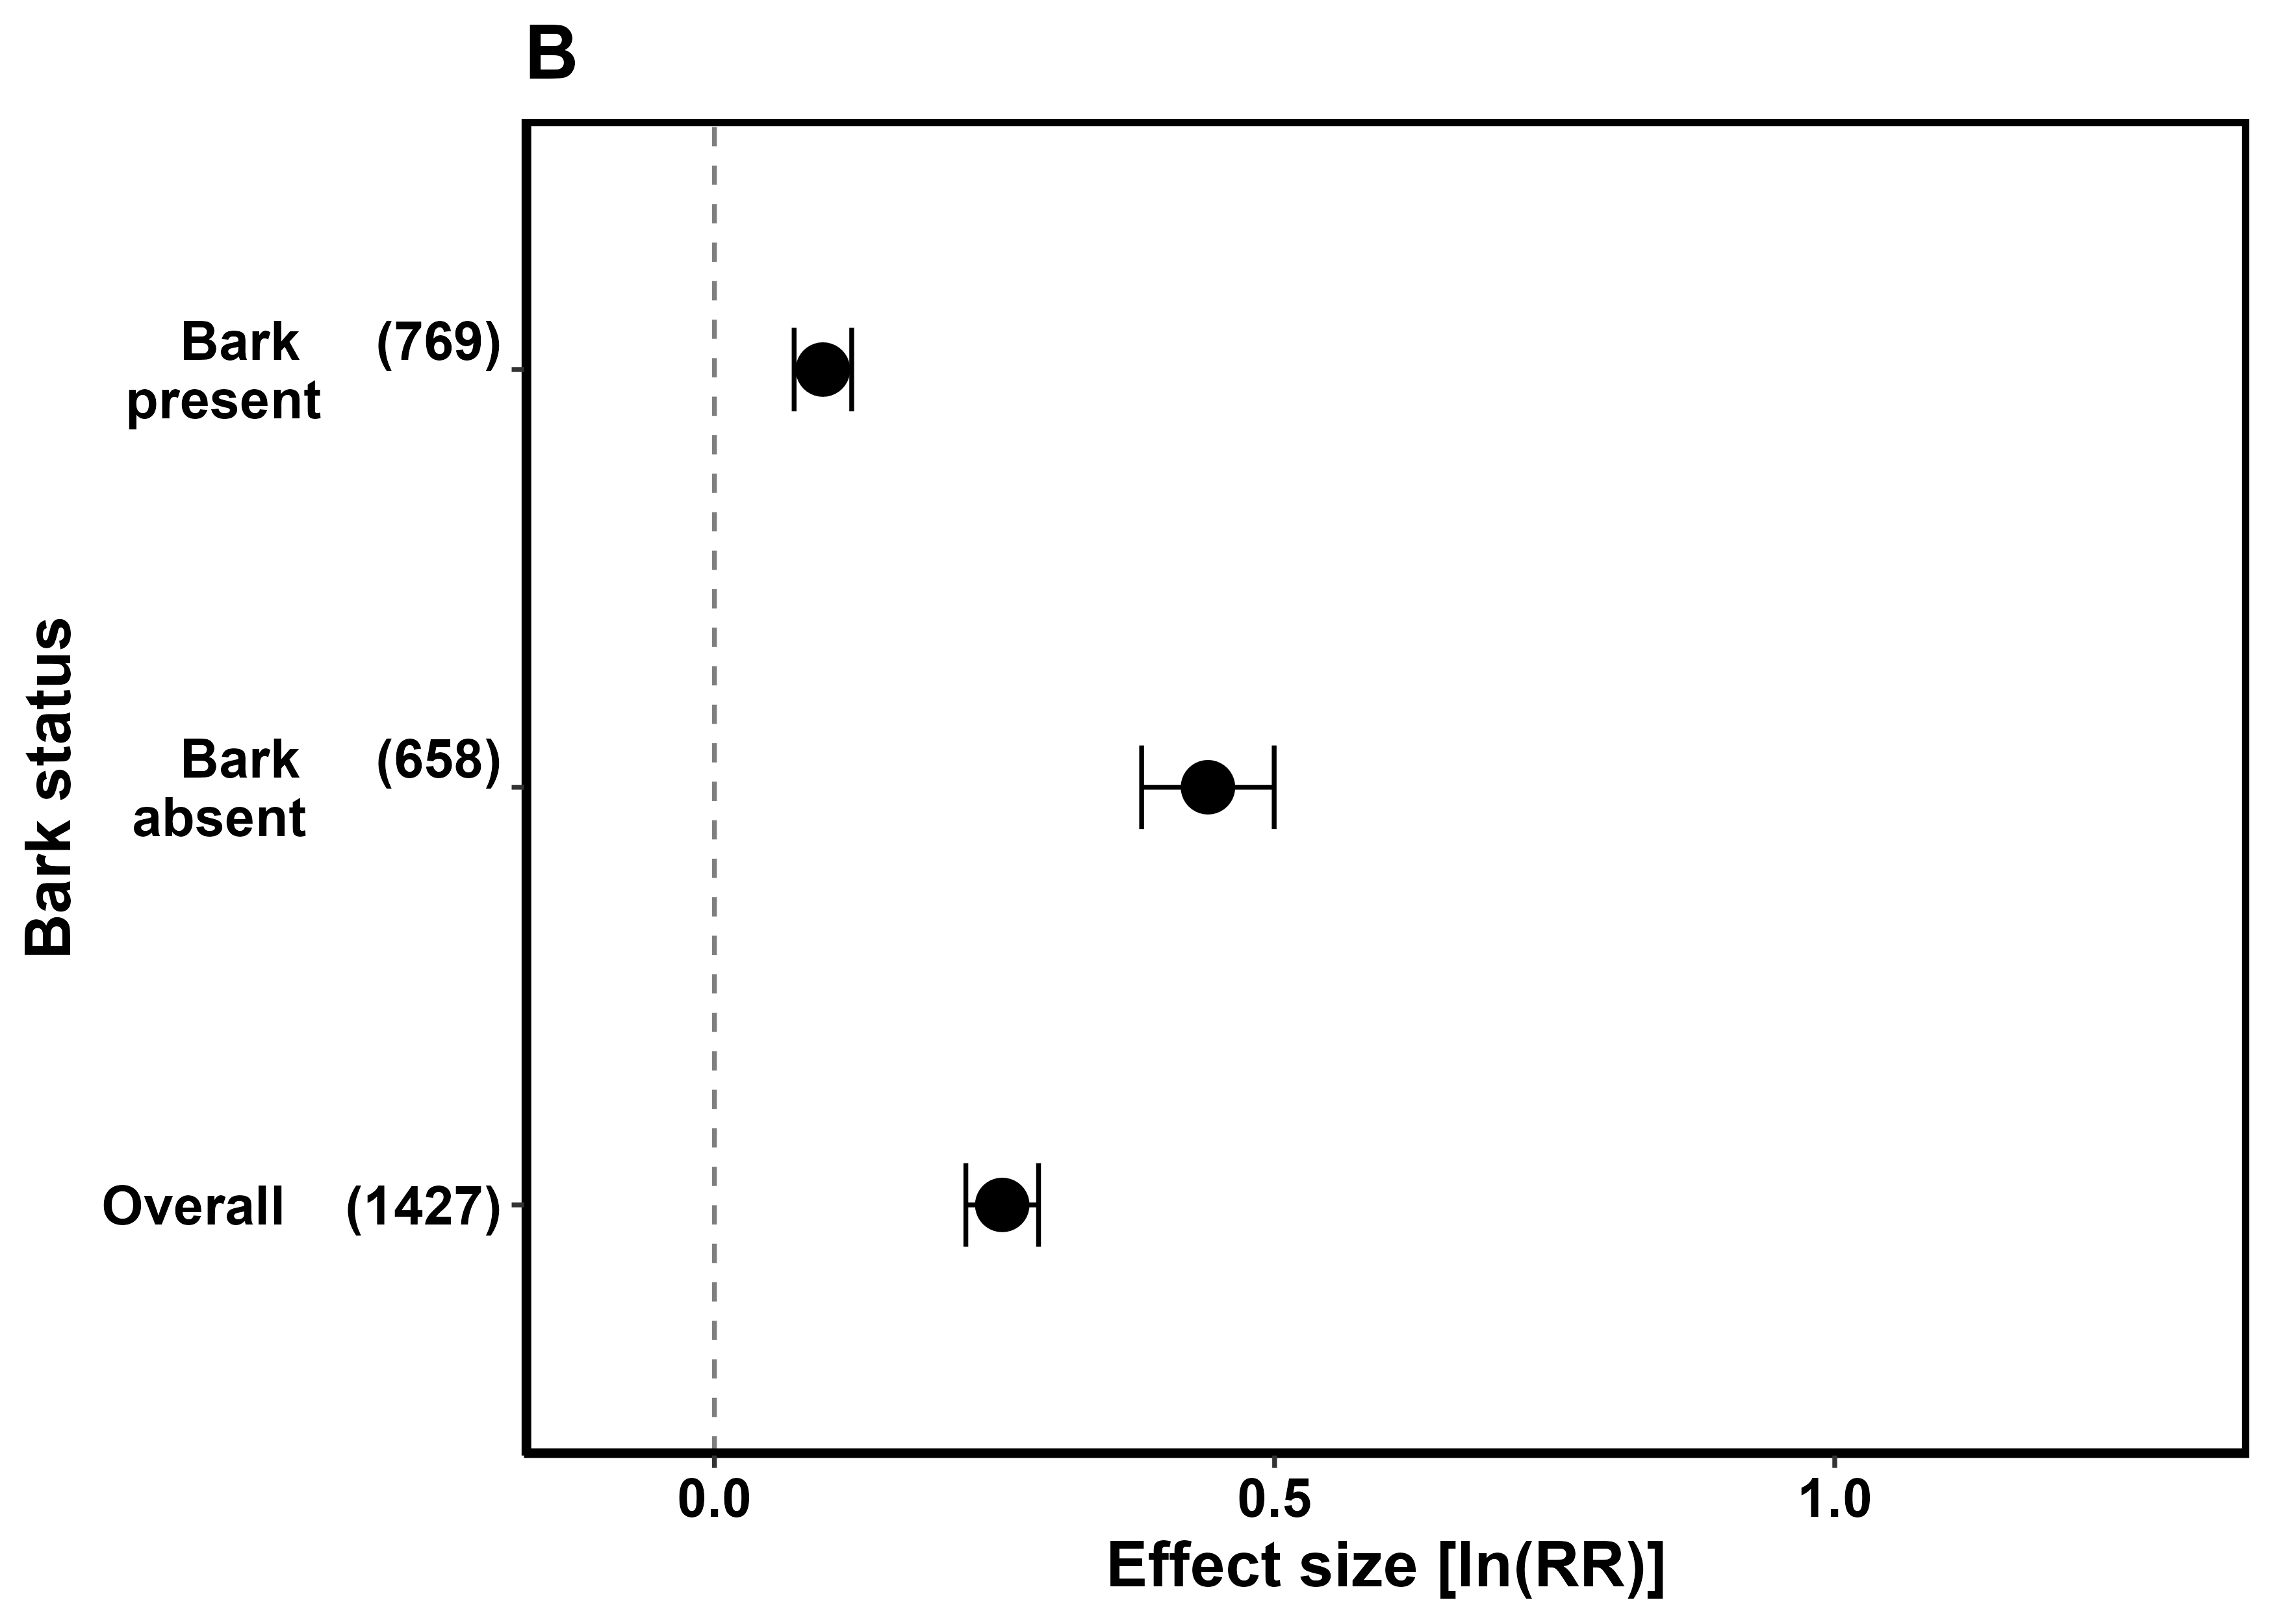 B
Bark (769)
present
Bark (658)
absent
Overall (1427)
Bark status
0.0 0.5 1.0
Effect size [ln(RR)]